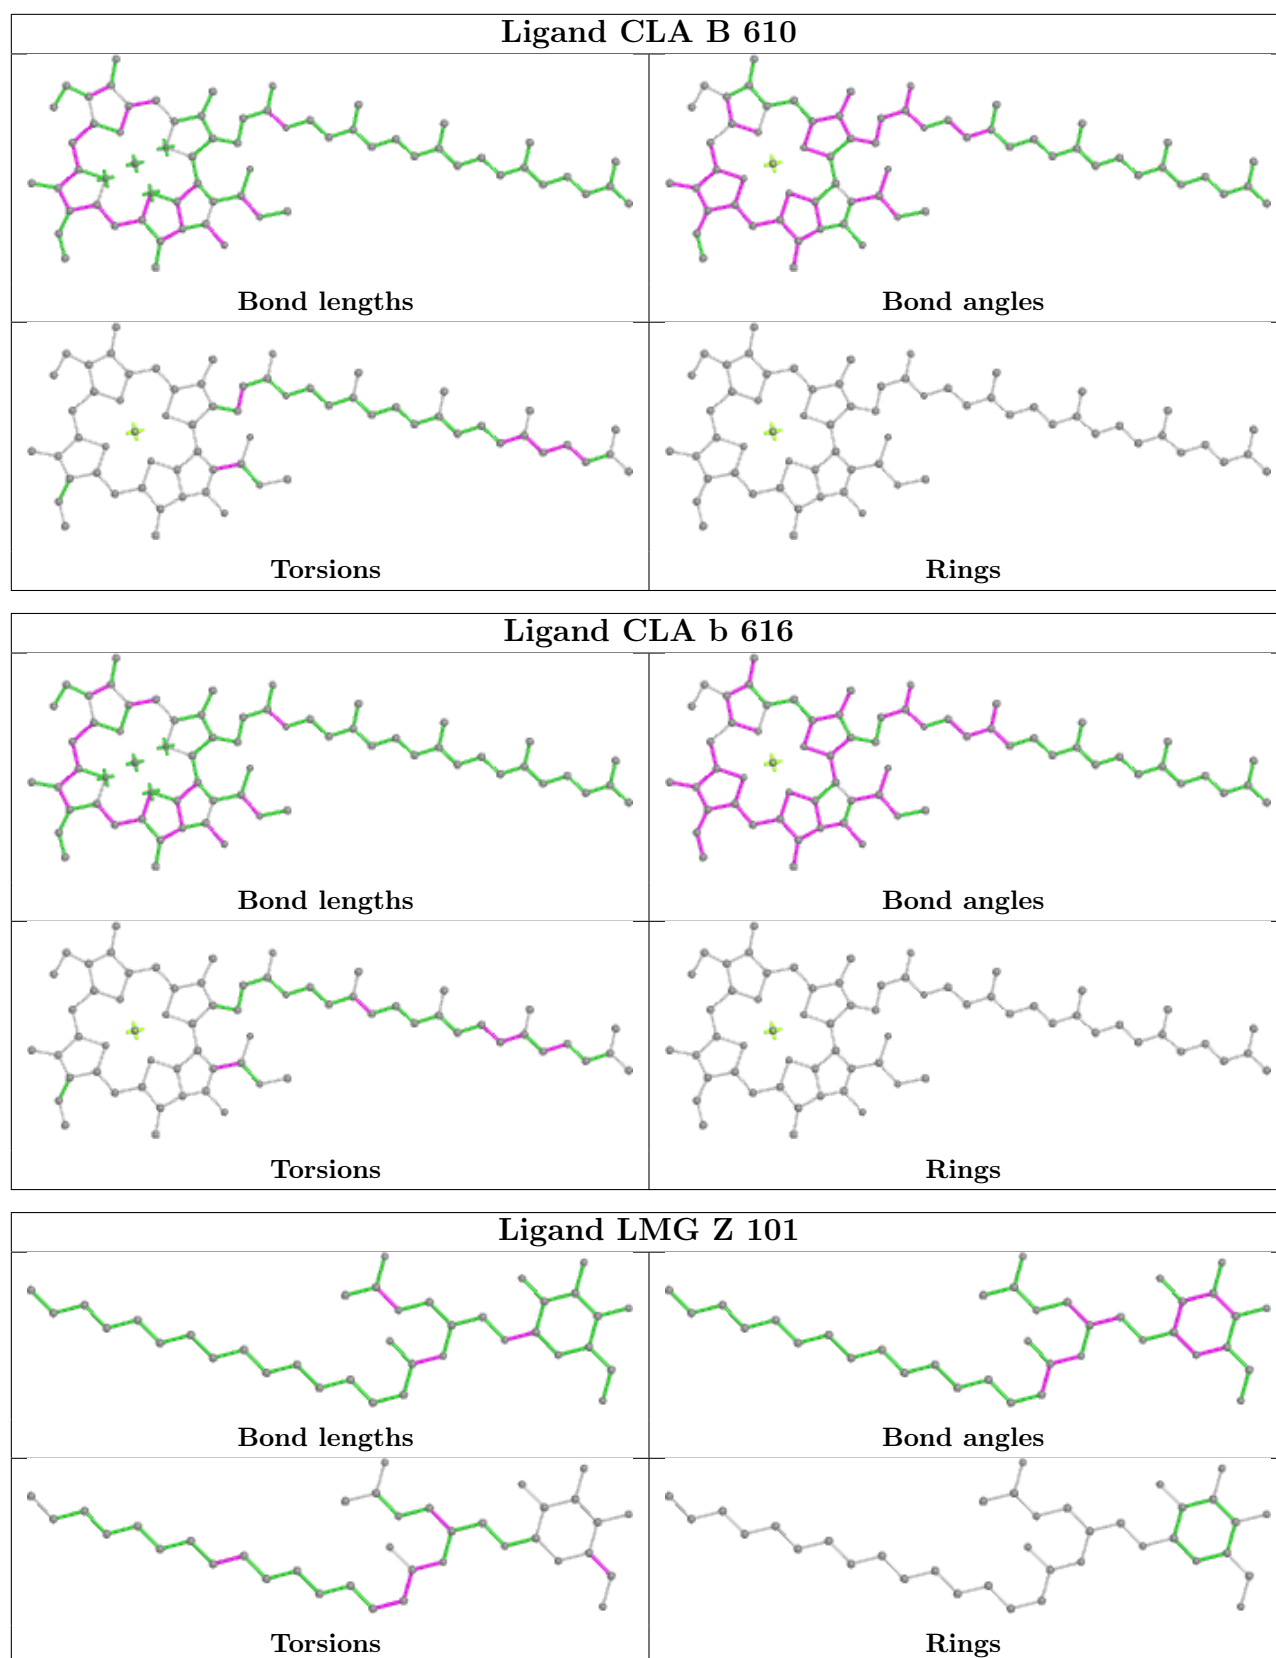 Ligand CLA B 610
Bond lengths
Bond angles
Torsions
Rings
Ligand CLA b 616
Bond lengths
Bond angles
Torsions
Rings
Ligand LMG Z 101
Bond lengths
Bond angles
Torsions
Rings